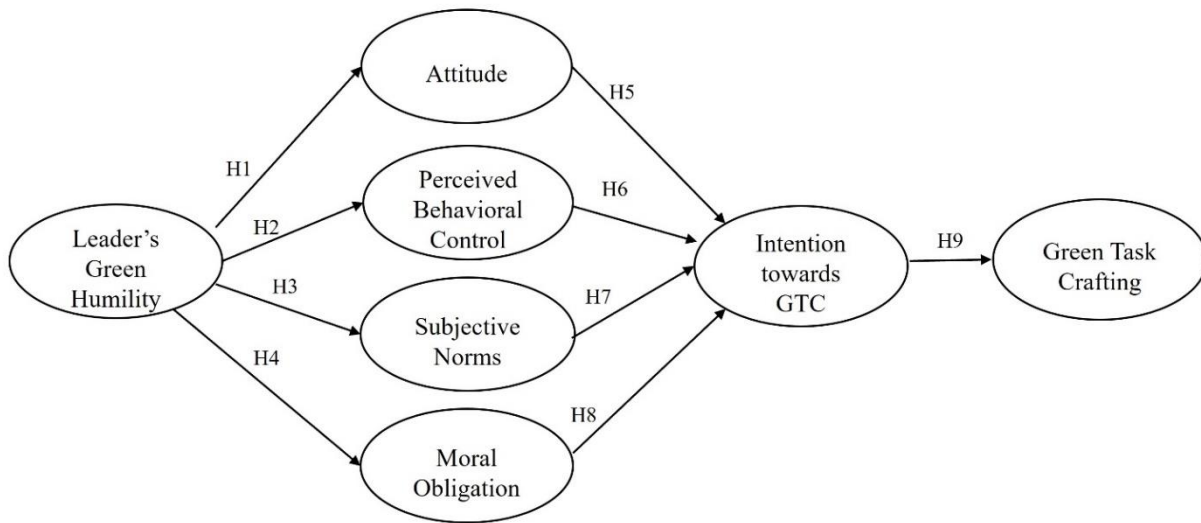 Attitude
H5
H1
Perceived
Behavioral
Control
H6
H2
Leader's
Green
Humility
Intention
towards
GTC
H9
Green Task
Crafting
H3
H7
Subjective
Norms
H4
H8
Moral
Obligation